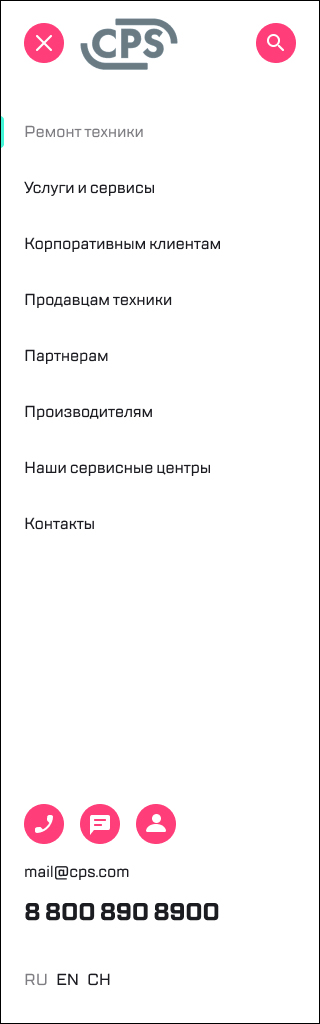 CPS
Ремонт техники
Услуги и сервисы
Корпоративным клиентам
Продавцам техники
Партнерам
Производителям
Наши сервисные центры
Контакты
mail@cps.com
8 800 890 8900
RU EN CH